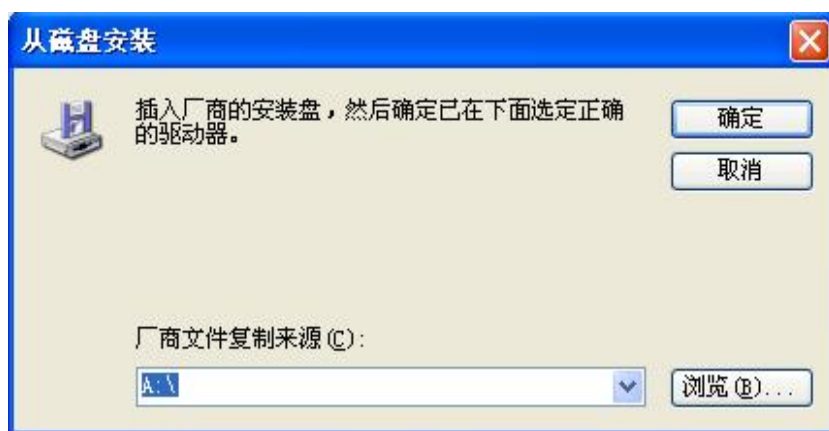 从磁盘安装
插入厂商的安装盘，然后确定已在下面选定正确
的驱动器。
确定
取消
厂商文件复制来源(C):
A:\
浏览(B)...